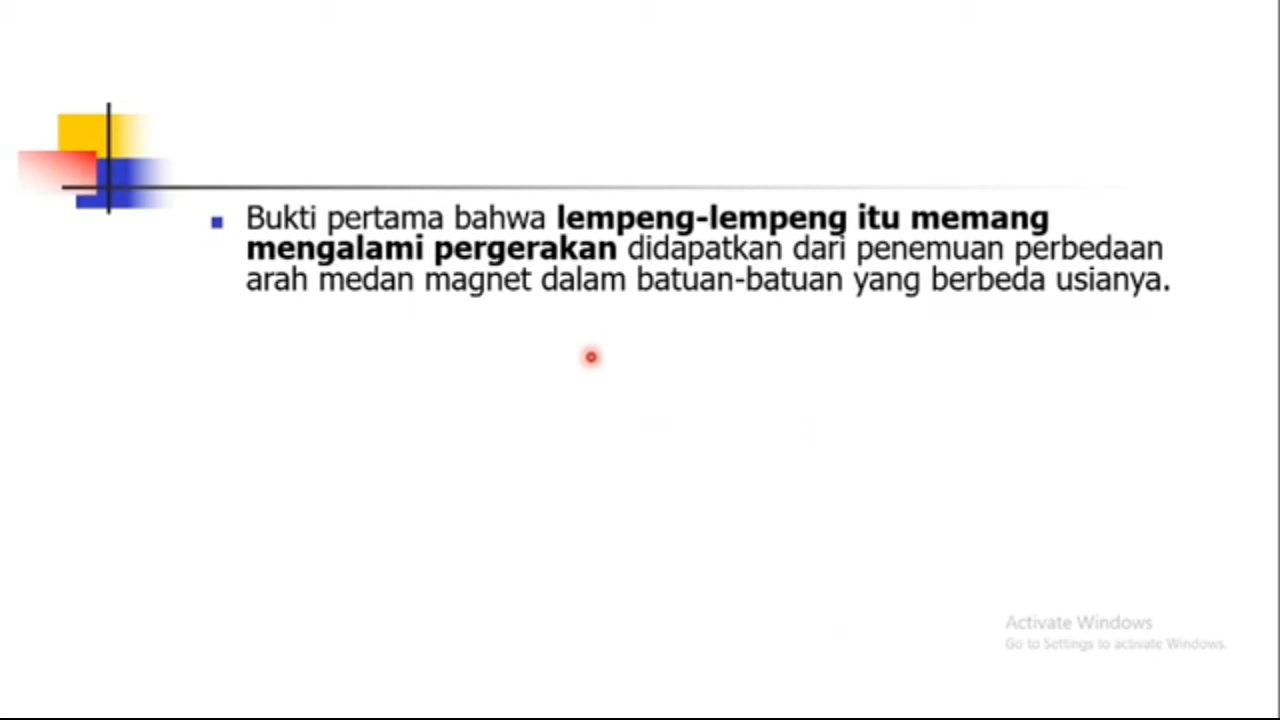 Bukti pertama bahwa lempeng-lempeng itu memang
mengalami pergerakan didapatkan dari penemuan perbedaan
arah medan magnet dalam batuan-batuan yang berbeda usianya.
Activate Windows
Go to Settings to activate Windows.